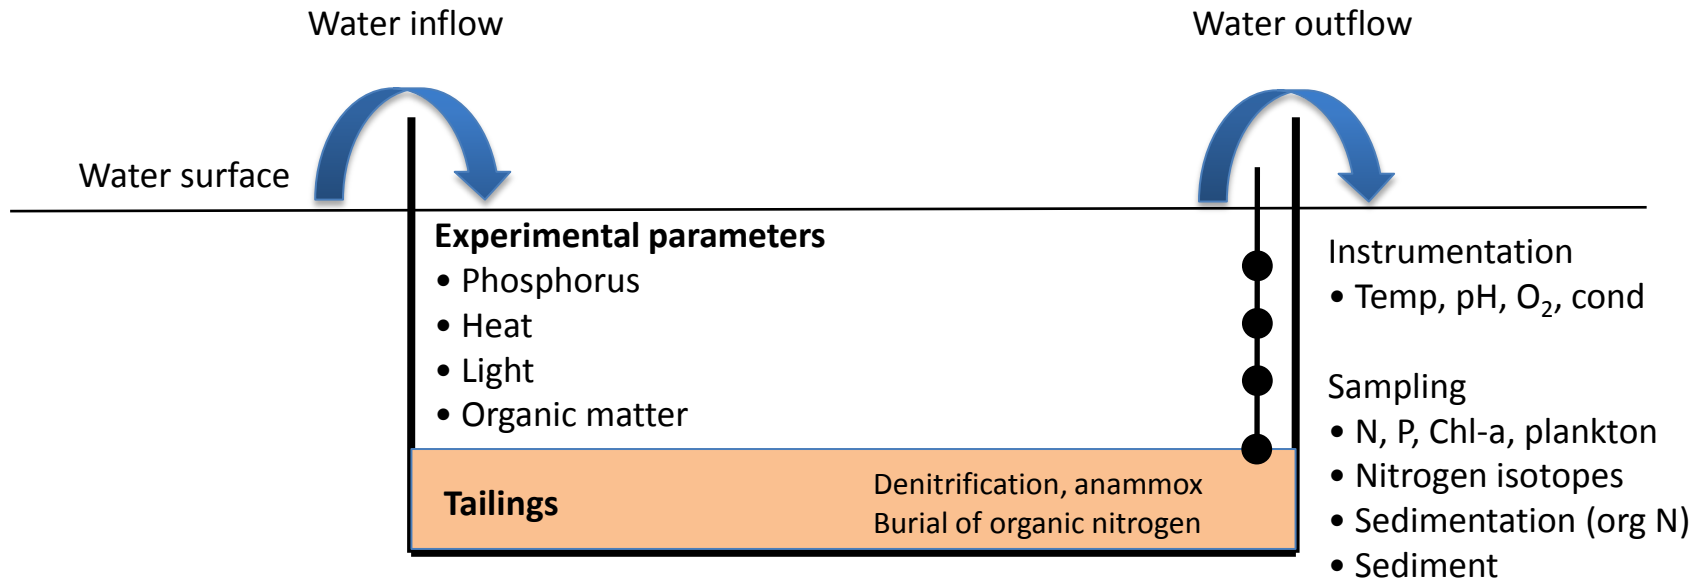 Water inflow
Water outflow
Water surface
Experimental parameters
• Phosphorus
• Heat
• Light
• Organic matter
Tailings
Denitrification, anammox
Burial of organic nitrogen
Instrumentation
• Temp, pH, O₂, cond
Sampling
• N, P, Chl-a, plankton
• Nitrogen isotopes
• Sedimentation (org N)
• Sediment